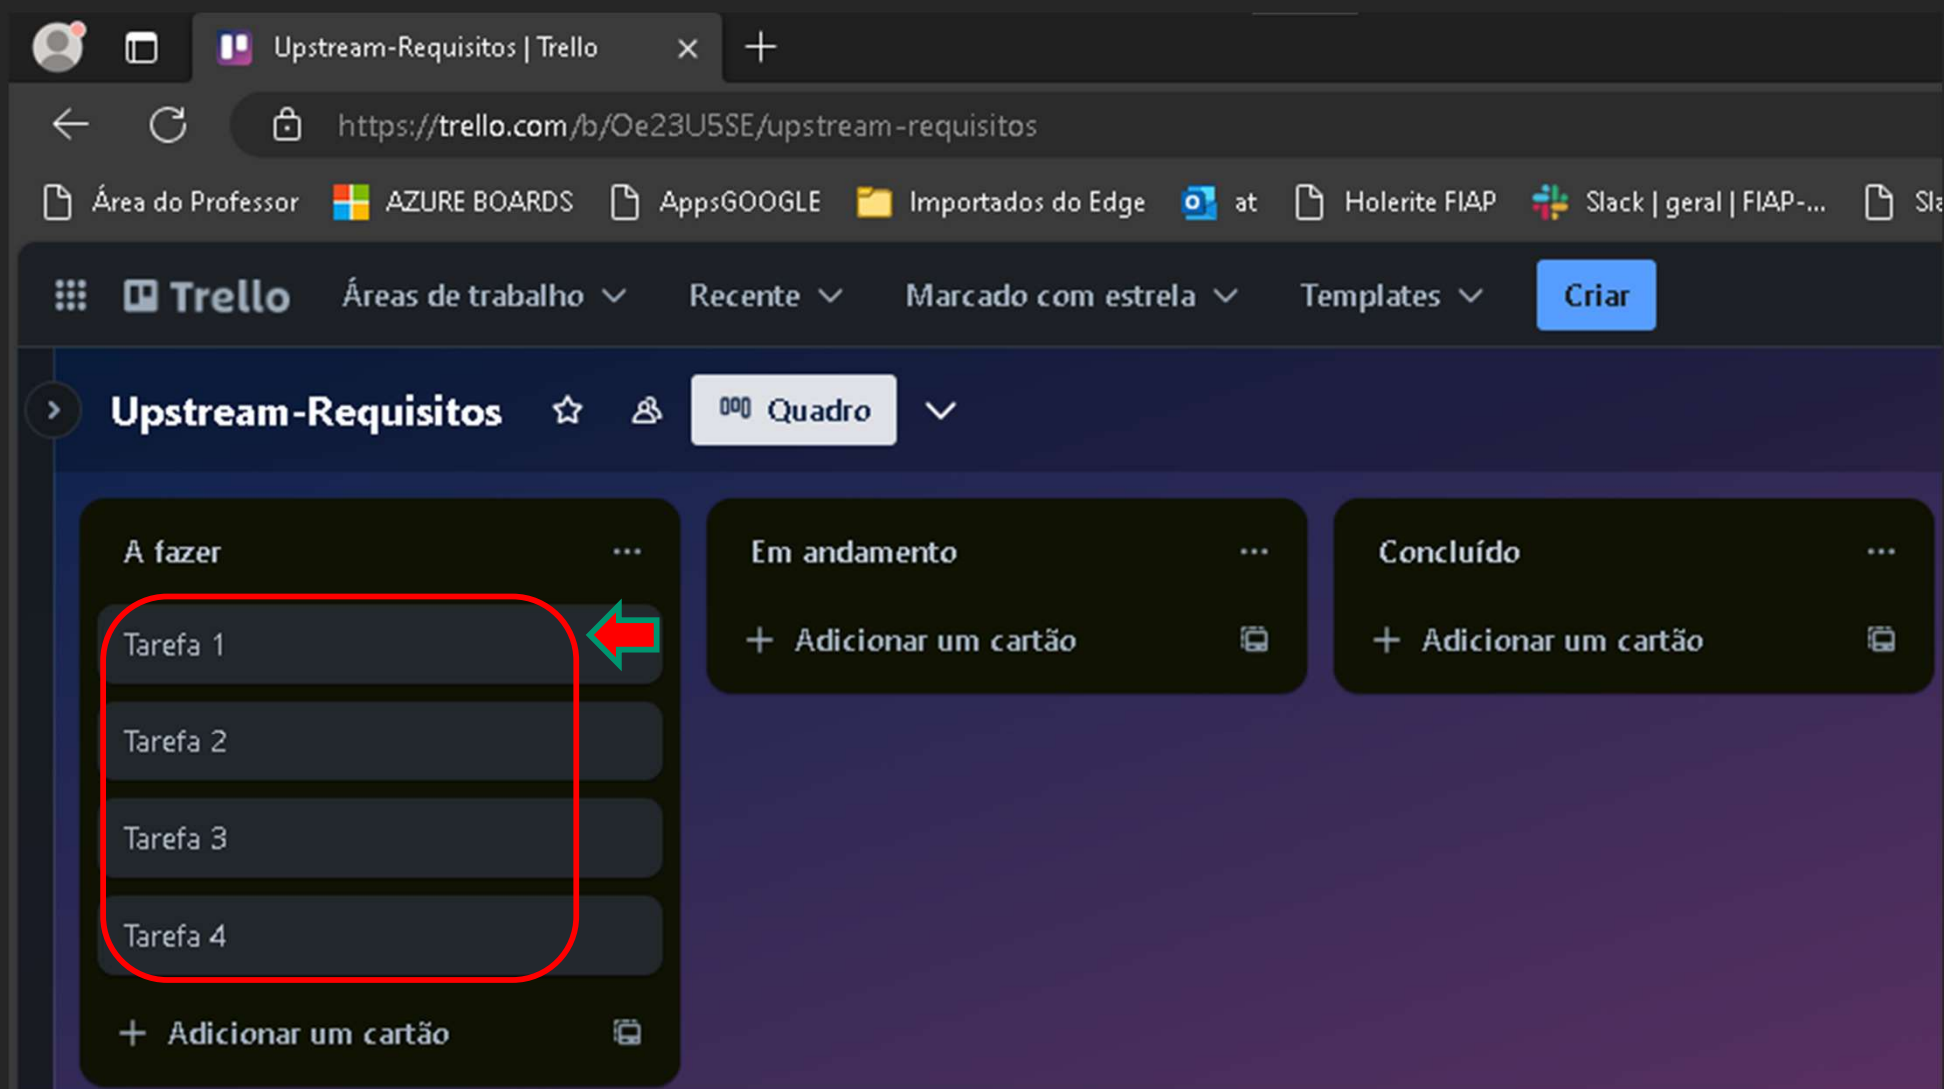 Upstream-Requisitos | Trello
https://trello.com/b/Oe23U5SE/upstream-requisitos
Área do Professor AZURE BOARDS AppsGOOGLE Importados do Edge at Holerite FIAP Slack | geral | FIAP-...
Trello Áreas de trabalho Recente Marcado com estrela Templates Criar
Upstream-Requisitos Quadro
A fazer
Tarefa 1
Tarefa 2
Tarefa 3
Tarefa 4
+ Adicionar um cartão
Em andamento
+ Adicionar um cartão
Concluído
+ Adicionar um cartão